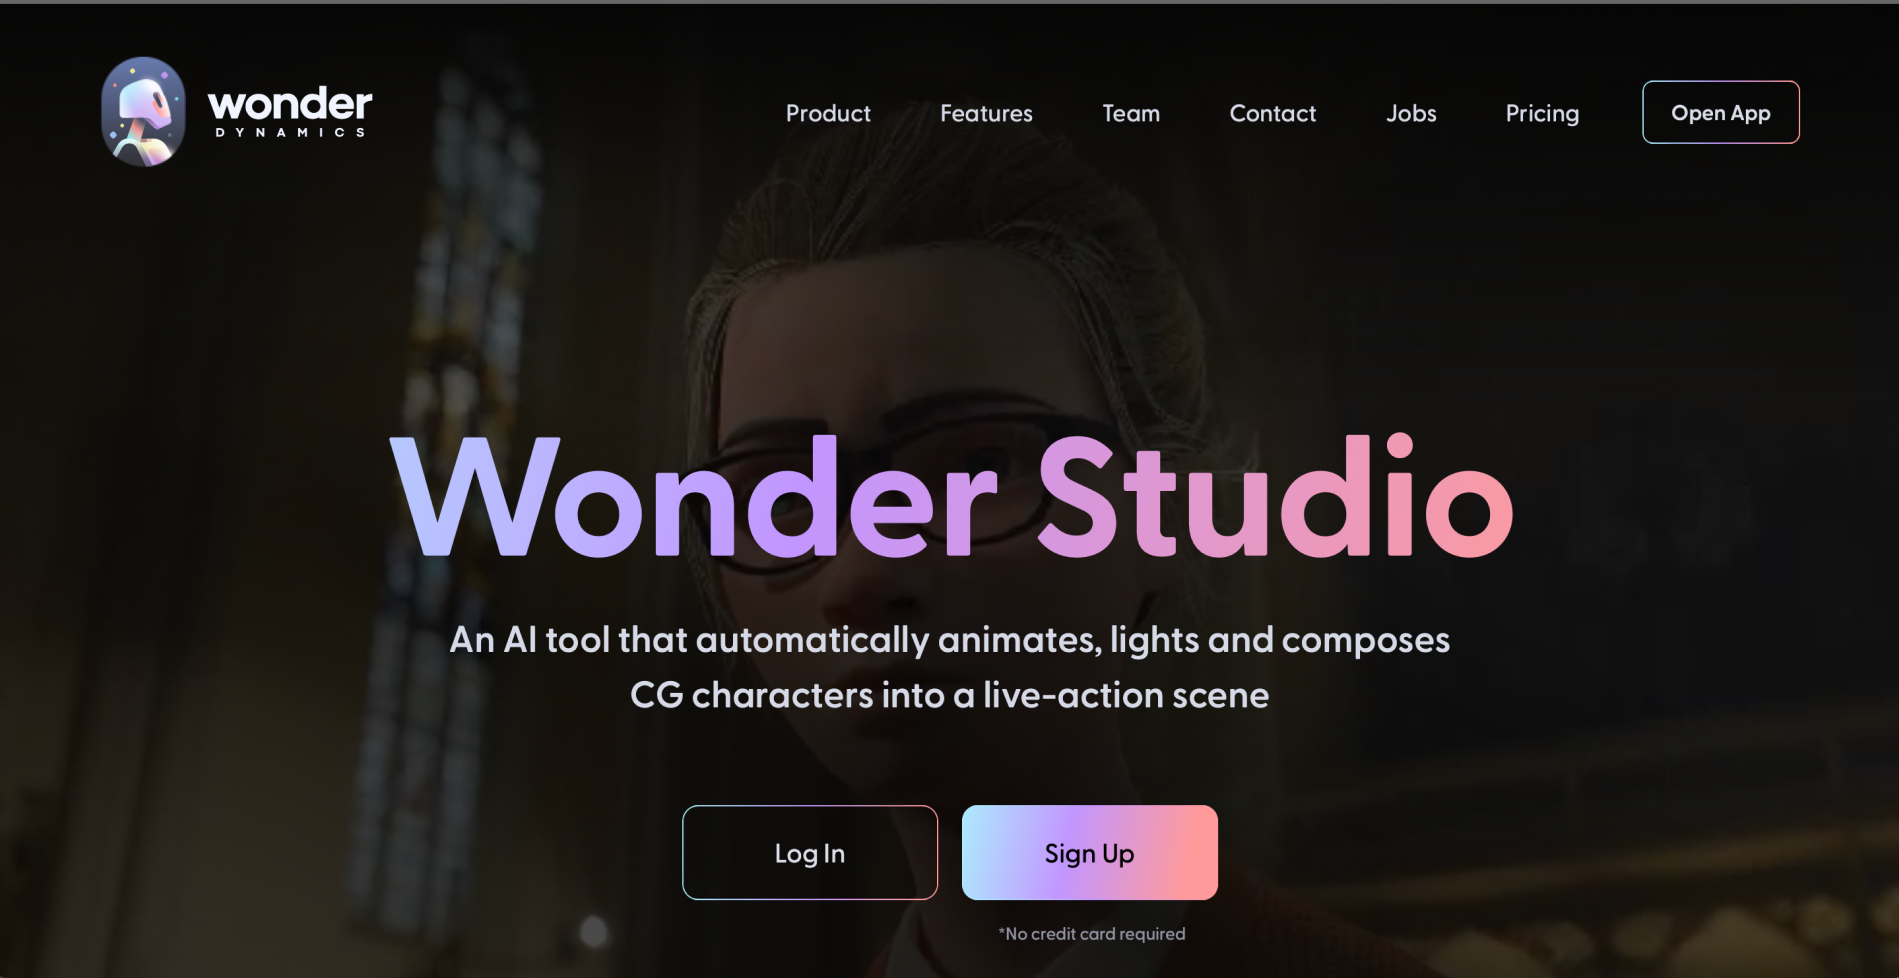 wonder
DYNAMICS
Product
Features
Team
Contact
Jobs
Pricing
Open App
Wonder Studio
An AI tool that automatically animates, lights and composes
CG characters into a live-action scene
Log In
Sign Up
*No credit card required